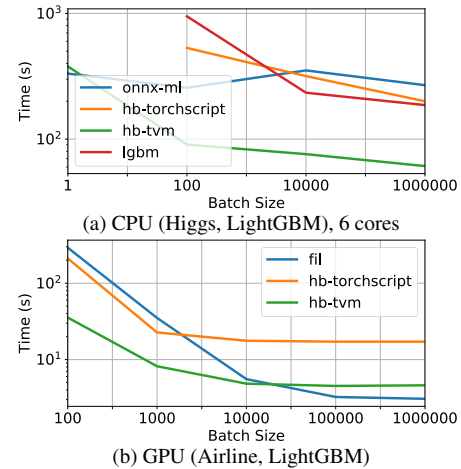 10³
Time (s)
10²
onnx-ml
hb-torchscript
hb-tvm
lgbm
1 100 10000 1000000
Batch Size
(a) CPU (Higgs, LightGBM), 6 cores
10²
Time (s)
10¹
fil
hb-torchscript
hb-tvm
100 1000 10000 100000 1000000
Batch Size
(b) GPU (Airline, LightGBM)